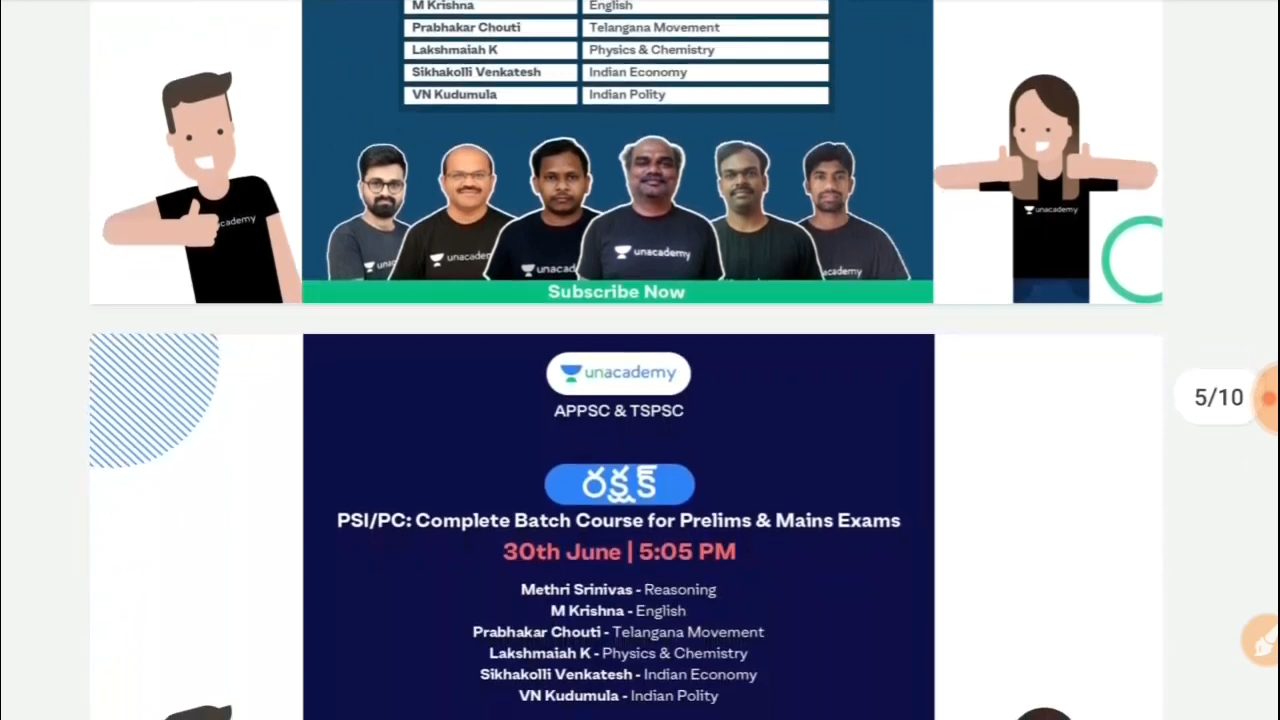 M Krishna English
Prabhakar Chouti Telangana Movement
Lakshmaiah K Physics & Chemistry
Sikhakolli Venkatesh Indian Economy
VN Kudumula Indian Polity
unacademy
unacademy
Subscribe Now
unacademy
APPSC & TSPSC
రక్షక్
PSI/PC: Complete Batch Course for Prelims & Mains Exams
30th June | 5:05 PM
5/10
Methri Srinivas - Reasoning
M Krishna - English
Prabhakar Chouti - Telangana Movement
Lakshmaiah K - Physics & Chemistry
Sikhakolli Venkatesh - Indian Economy
VN Kudumula - Indian Polity